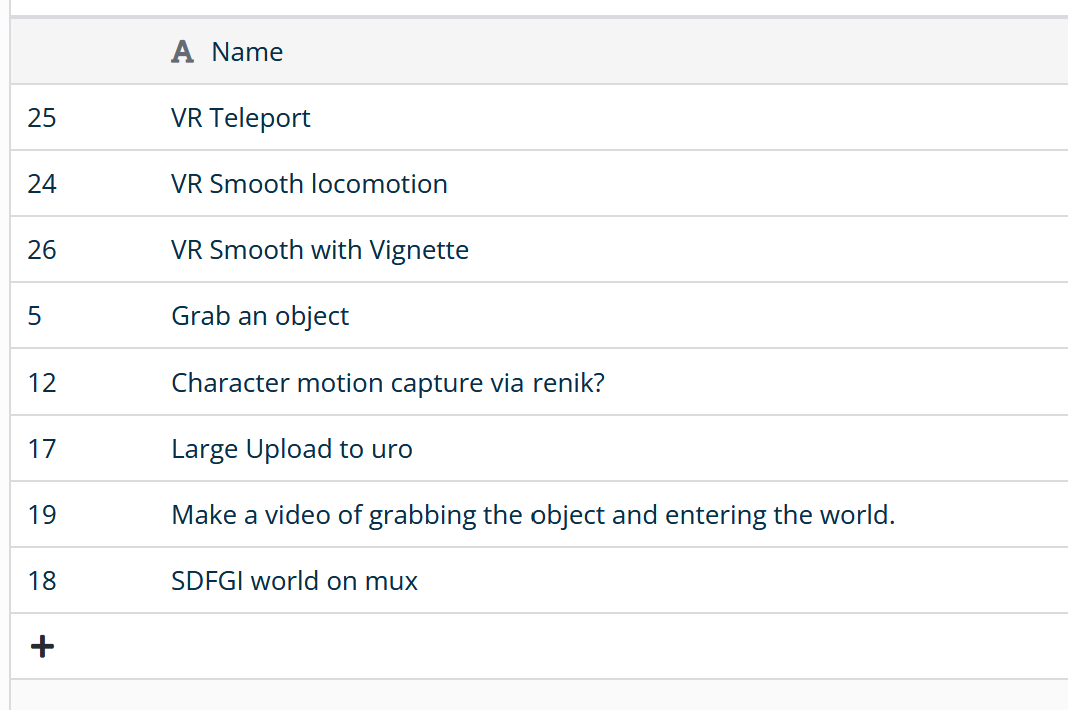 Name
25 VR Teleport
24 VR Smooth locomotion
26 VR Smooth with Vignette
5 Grab an object
12 Character motion capture via renik?
17 Large Upload to uro
19 Make a video of grabbing the object and entering the world.
18 SDFGI world on mux